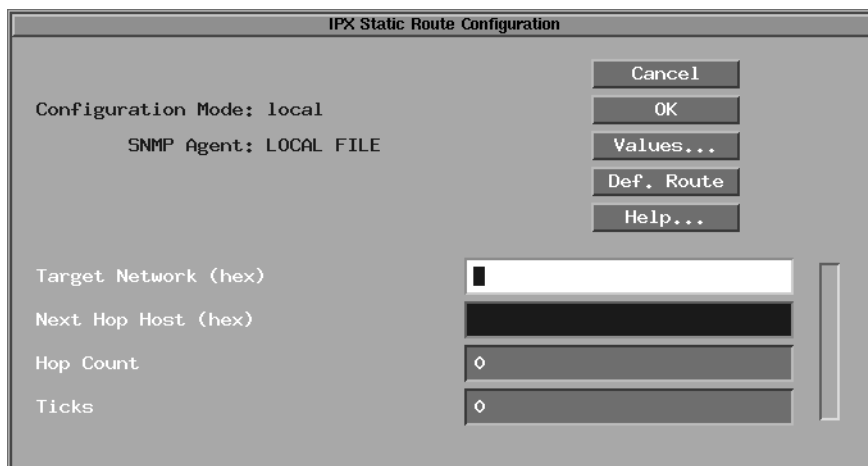 IPX Static Route Configuration
Cancel
Configuration Mode: local
OK
SNMP Agent: LOCAL FILE
Values...
Def. Route
Help...
Target Network (hex)
Next Hop Host (hex)
Hop Count
0
Ticks
0